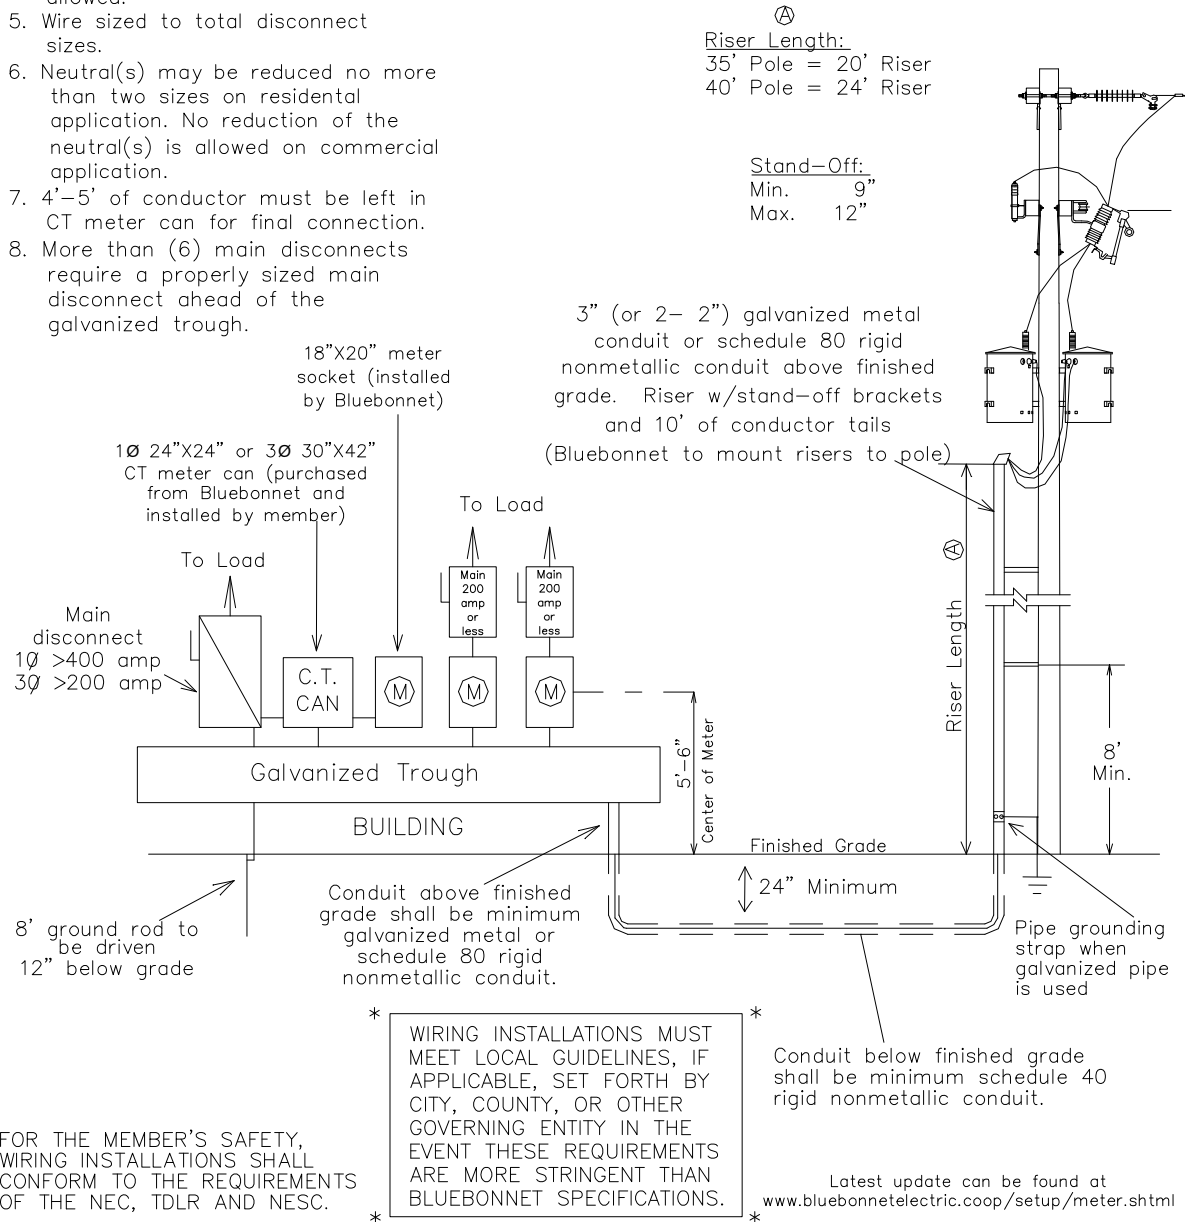 allowed.
5. Wire sized to total disconnect
sizes.
6. Neutral(s) may be reduced no more
than two sizes on residental
application. No reduction of the
neutral(s) is allowed on commercial
application.
7. 4'-5' of conductor must be left in
CT meter can for final connection.
8. More than (6) main disconnects
require a properly sized main
disconnect ahead of the
galvanized trough.
A
Riser Length:
35' Pole = 20' Riser
40' Pole = 24' Riser
Stand-Off:
Min. 9"
Max. 12"
3" (or 2- 2") galvanized metal
conduit or schedule 80 rigid
nonmetallic conduit above finished
grade. Riser w/stand-off brackets
and 10' of conductor tails
(Bluebonnet to mount risers to pole)
18"X20" meter
socket (installed
by Bluebonnet)
1Ø 24"X24" or 3Ø 30"X42"
CT meter can (purchased
from Bluebonnet and
installed by member)
To Load
To Load
Main
disconnect
1Ø >400 amp
3Ø >200 amp
Main
200
amp
or
less
Main
200
amp
or
less
C.T.
CAN
M
M
M
Galvanized Trough
BUILDING
5'-6"
Center of Meter
A
Riser Length
8'
Min.
Finished Grade
24" Minimum
8' ground rod to
be driven
12" below grade
Conduit above finished
grade shall be minimum
galvanized metal or
schedule 80 rigid
nonmetallic conduit.
Pipe grounding
strap when
galvanized pipe
is used
Conduit below finished grade
shall be minimum schedule 40
rigid nonmetallic conduit.
* *
WIRING INSTALLATIONS MUST
MEET LOCAL GUIDELINES, IF
APPLICABLE, SET FORTH BY
CITY, COUNTY, OR OTHER
GOVERNING ENTITY IN THE
EVENT THESE REQUIREMENTS
ARE MORE STRINGENT THAN
BLUEBONNET SPECIFICATIONS.
* *
FOR THE MEMBER'S SAFETY,
WIRING INSTALLATIONS SHALL
CONFORM TO THE REQUIREMENTS
OF THE NEC, TDLR AND NESC.
Latest update can be found at
www.bluebonnetelectric.coop/setup/meter.shtml